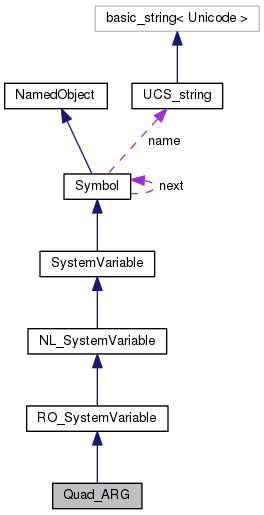 basic_string< Unicode >
NamedObject
UCS_string
name
Symbol
next
SystemVariable
NL_SystemVariable
RO_SystemVariable
Quad_ARG